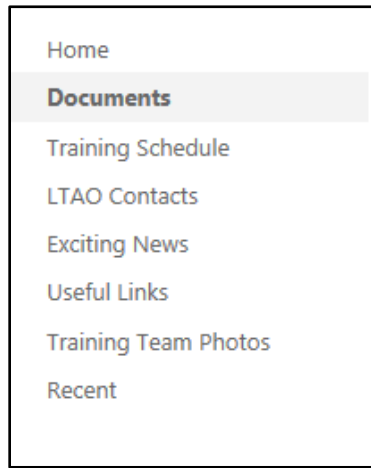 Home
Documents
Training Schedule
LTAO Contacts
Exciting News
Useful Links
Training Team Photos
Recent